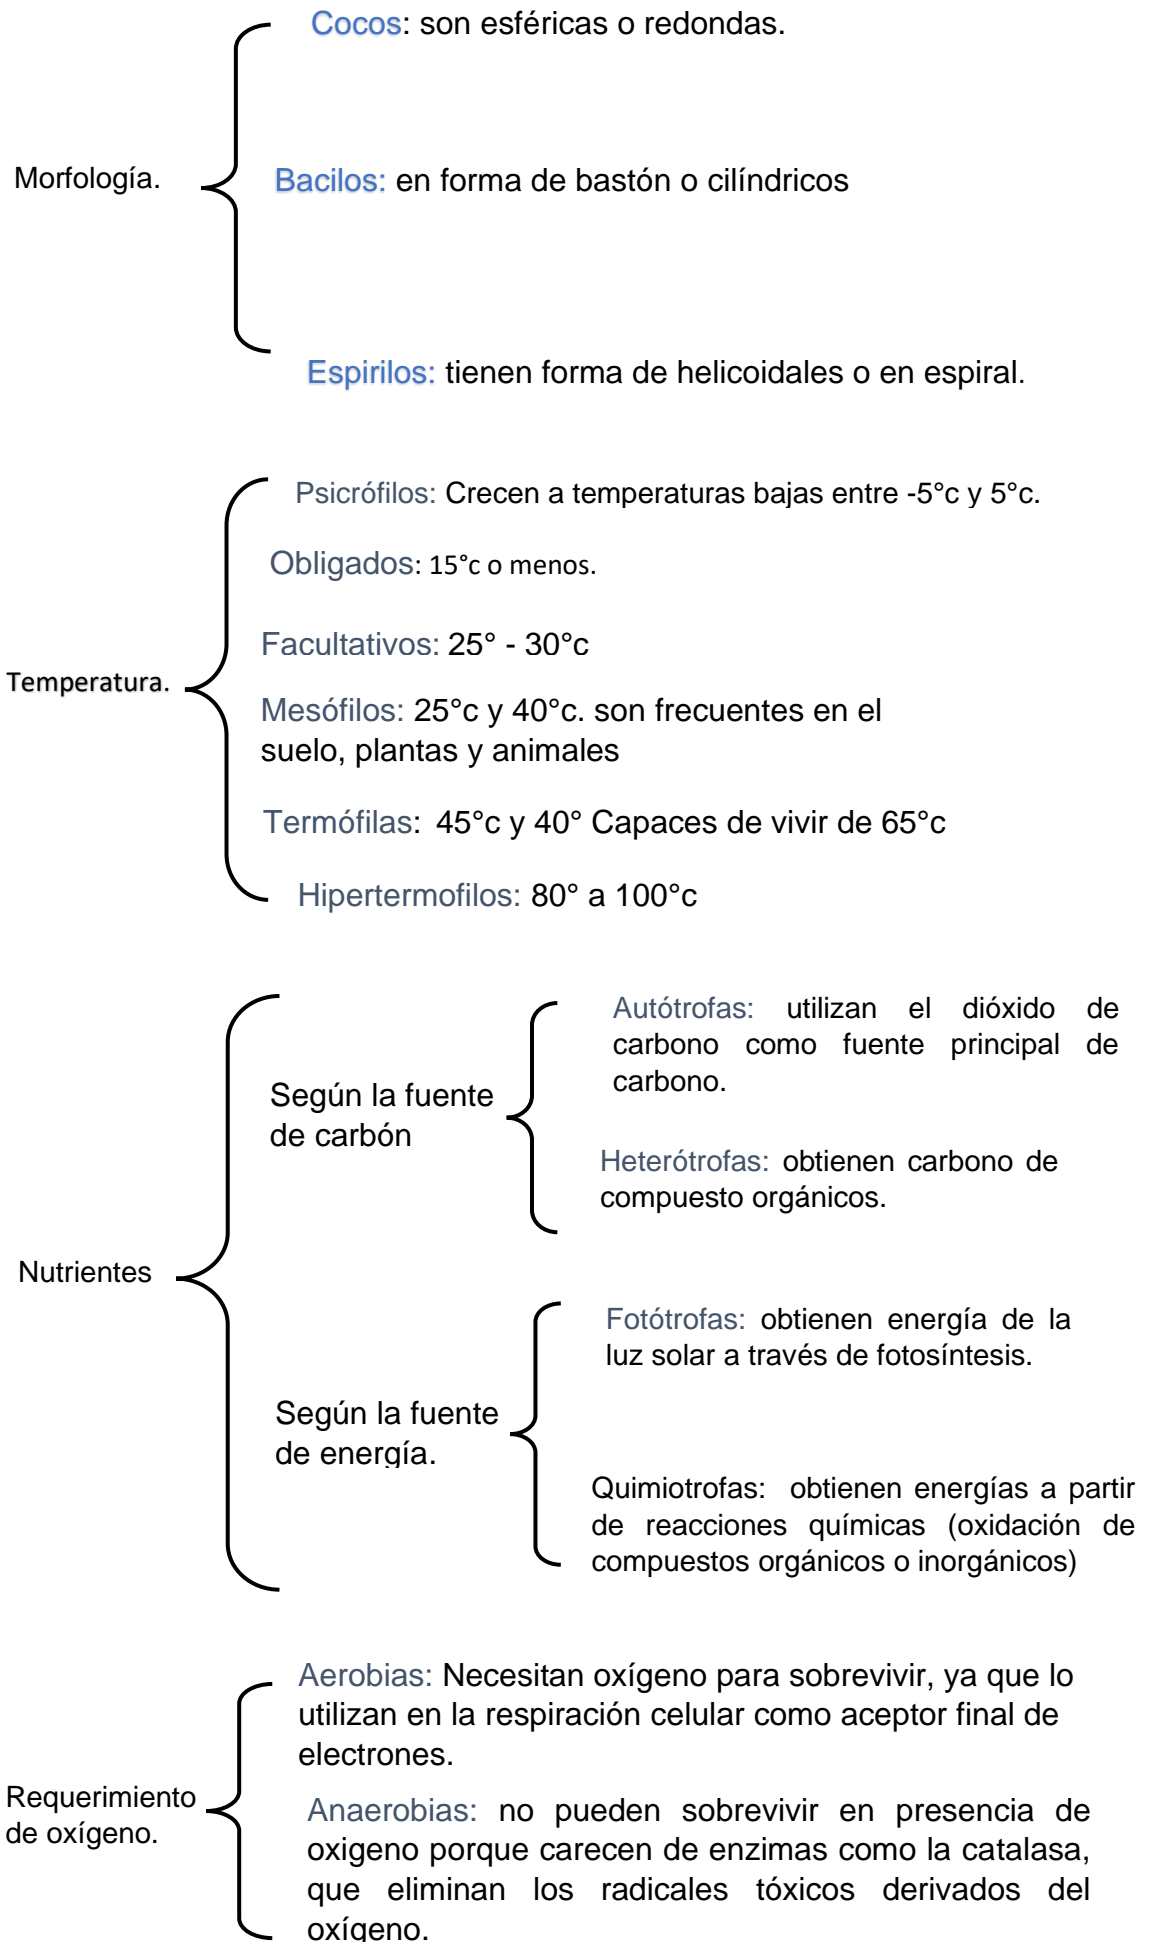 Cocos: son esféricas o redondas.
Morfología.
Bacilos: en forma de bastón o cilíndricos
Espirilos: tienen forma de helicoidales o en espiral.
Temperatura.
Psicrófilos: Crecen a temperaturas bajas entre -5°c y 5°c.
Obligados: 15°c o menos.
Facultativos: 25° - 30°c
Mesófilos: 25°c y 40°c. son frecuentes en el
suelo, plantas y animales
Termófilas: 45°c y 40° Capaces de vivir de 65°c
Hipertermofilos: 80° a 100°c
Nutrientes
Según la fuente
de carbón
Autótrofas: utilizan el dióxido de
carbono como fuente principal de
carbono.
Heterótrofas: obtienen carbono de
compuesto orgánicos.
Según la fuente
de energía.
Fotótrofas: obtienen energía de la
luz solar a través de fotosíntesis.
Quimiotrofas: obtienen energías a partir
de reacciones químicas (oxidación de
compuestos orgánicos o inorgánicos)
Requerimiento
de oxígeno.
Aerobias: Necesitan oxígeno para sobrevivir, ya que lo
utilizan en la respiración celular como aceptor final de
electrones.
Anaerobias: no pueden sobrevivir en presencia de
oxigeno porque carecen de enzimas como la catalasa,
que eliminan los radicales tóxicos derivados del
oxígeno.